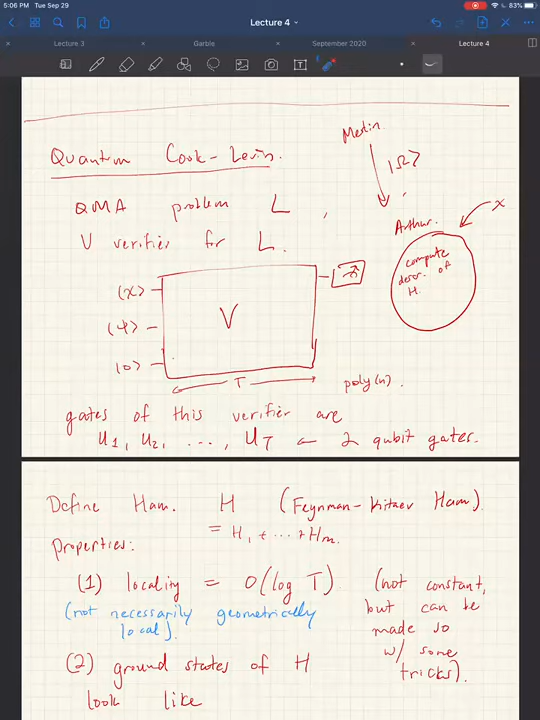 5:06 PM Tue Sep 29
83%
Lecture 4
Lecture 3
Garble
September 2020
Lecture 4
Quantum Cook-Levin.
Merlin
|Ω⟩
QMA problem L,
Arthur.
x
V verifier for L.
compute
descr. of
H.
|x⟩
|ψ⟩
V
|0⟩
T
poly(n).
gates of this verifier are
U1, U2, ..., UT ← 2 qubit gates.
Define Ham. H (Feynman-Kitaev Ham).
= H1 + ... + Hm.
Properties:
(1) locality = O(log T). (not constant,
but can be
made so
w/ some
tricks).
(not necessarily geometrically
local).
(2) ground states of H
look like